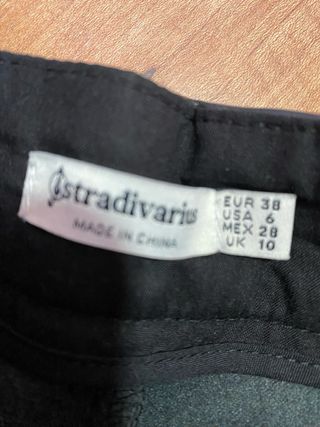 stradivarius
MADE IN CHINA
EUR 38
USA 6
MEX 28
UK 10